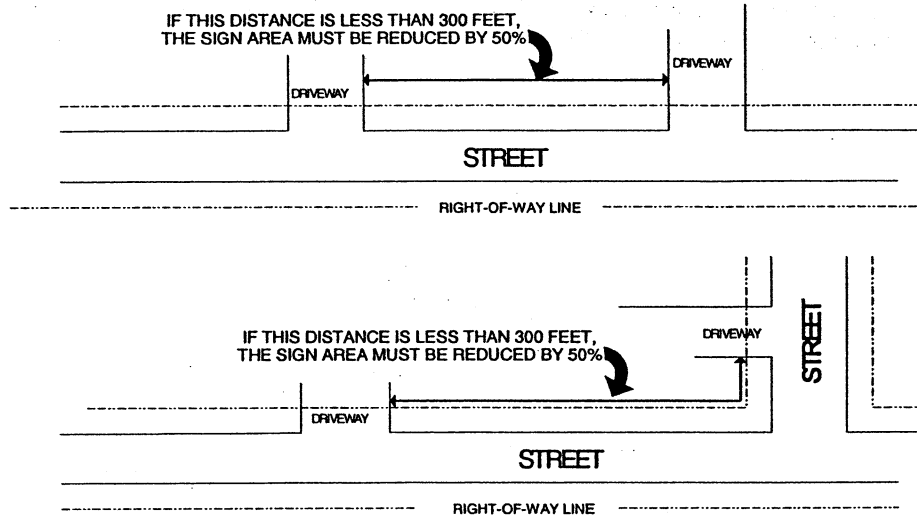 IF THIS DISTANCE IS LESS THAN 300 FEET,
THE SIGN AREA MUST BE REDUCED BY 50%
DRIVEWAY
DRIVEWAY
STREET
RIGHT-OF-WAY LINE
IF THIS DISTANCE IS LESS THAN 300 FEET,
THE SIGN AREA MUST BE REDUCED BY 50%
DRIVEWAY
STREET
DRIVEWAY
STREET
RIGHT-OF-WAY LINE